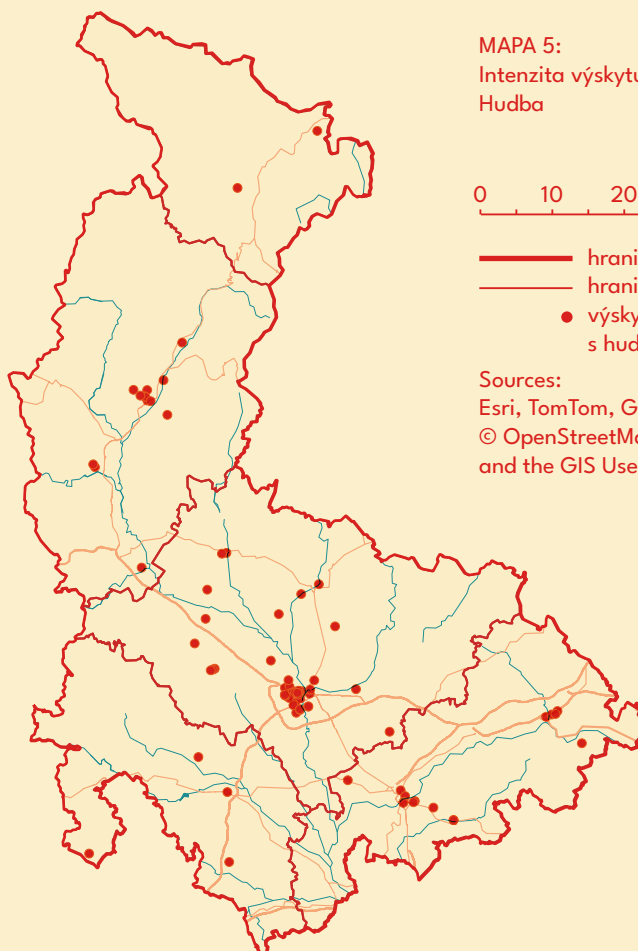 MAPA 5:
Intenzita výskytu
Hudba
0 10 20
hrani
hrani
výsky
s hud
Sources:
Esri, TomTom, G
© OpenStreetMa
and the GIS Use